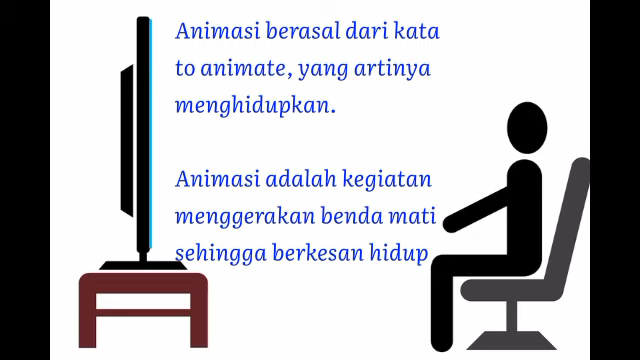 Animasi berasal dari kata
to animate, yang artinya
menghidupkan.
Animasi adalah kegiatan
menggerakan benda mati
sehingga berkesan hidup